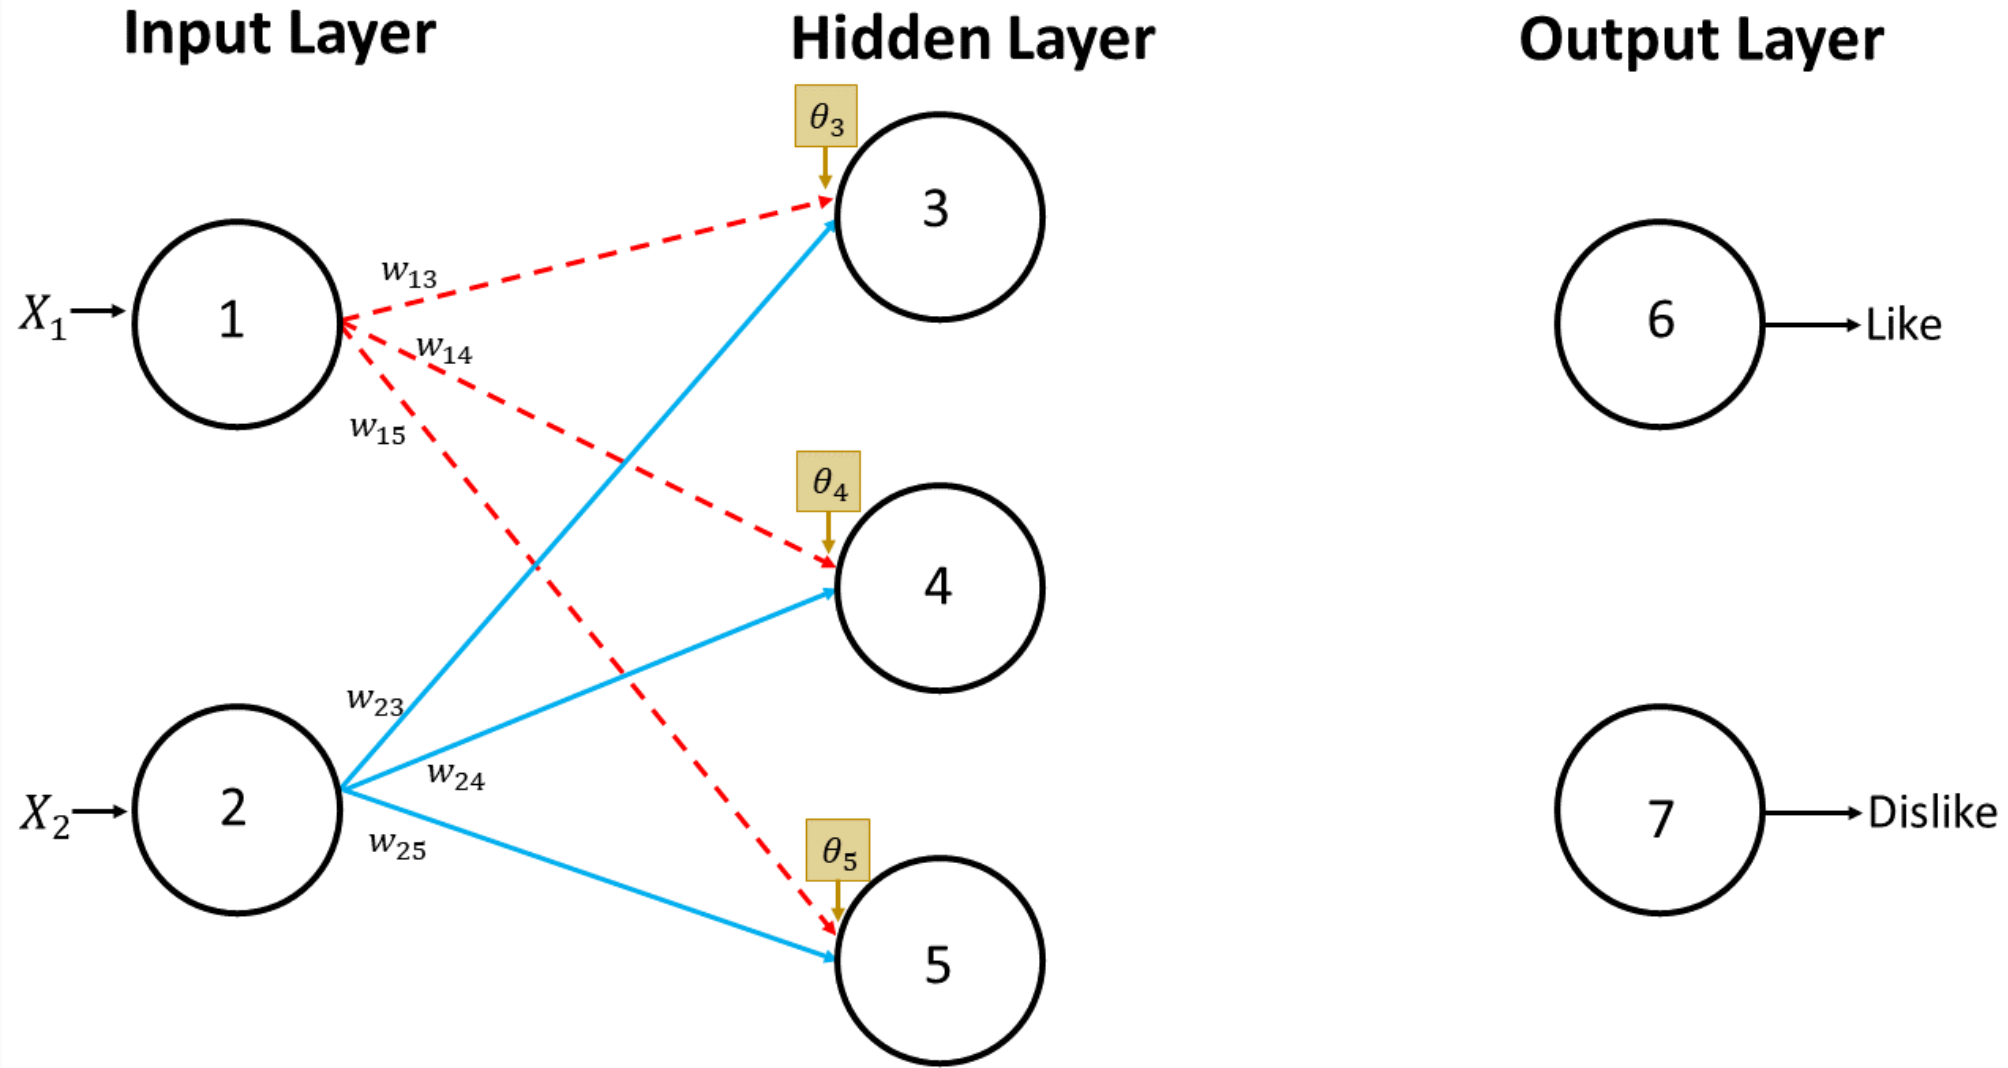 Input Layer
Hidden Layer
Output Layer
θ₃
3
w₁₃
X₁
1
w₁₄
w₁₅
6
Like
θ₄
4
w₂₃
w₂₄
X₂
2
w₂₅
7
Dislike
θ₅
5